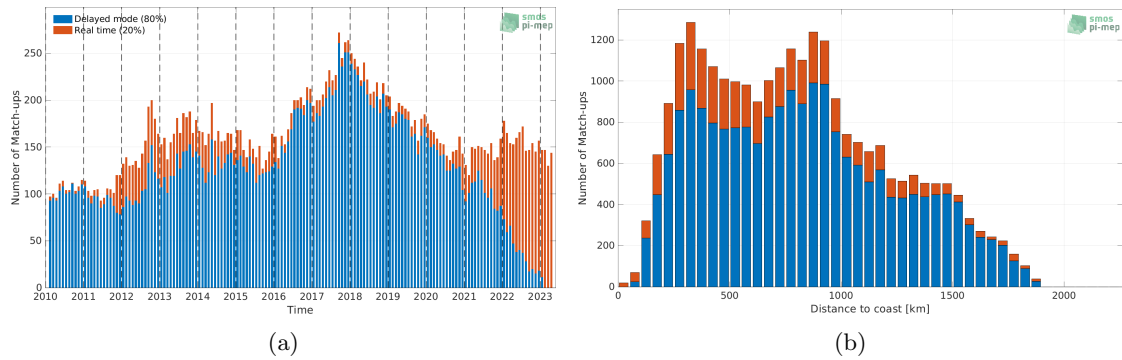 Delayed mode (80%)
Real time (20%)
smos
pi-mep
Number of Match-ups
250
200
150
100
50
0
2010 2011 2012 2013 2014 2015 2016 2017 2018 2019 2020 2021 2022 2023
Time
(a)
smos
pi-mep
Number of Match-ups
1200
1000
800
600
400
200
0
0 500 1000 1500 2000
Distance to coast [km]
(b)